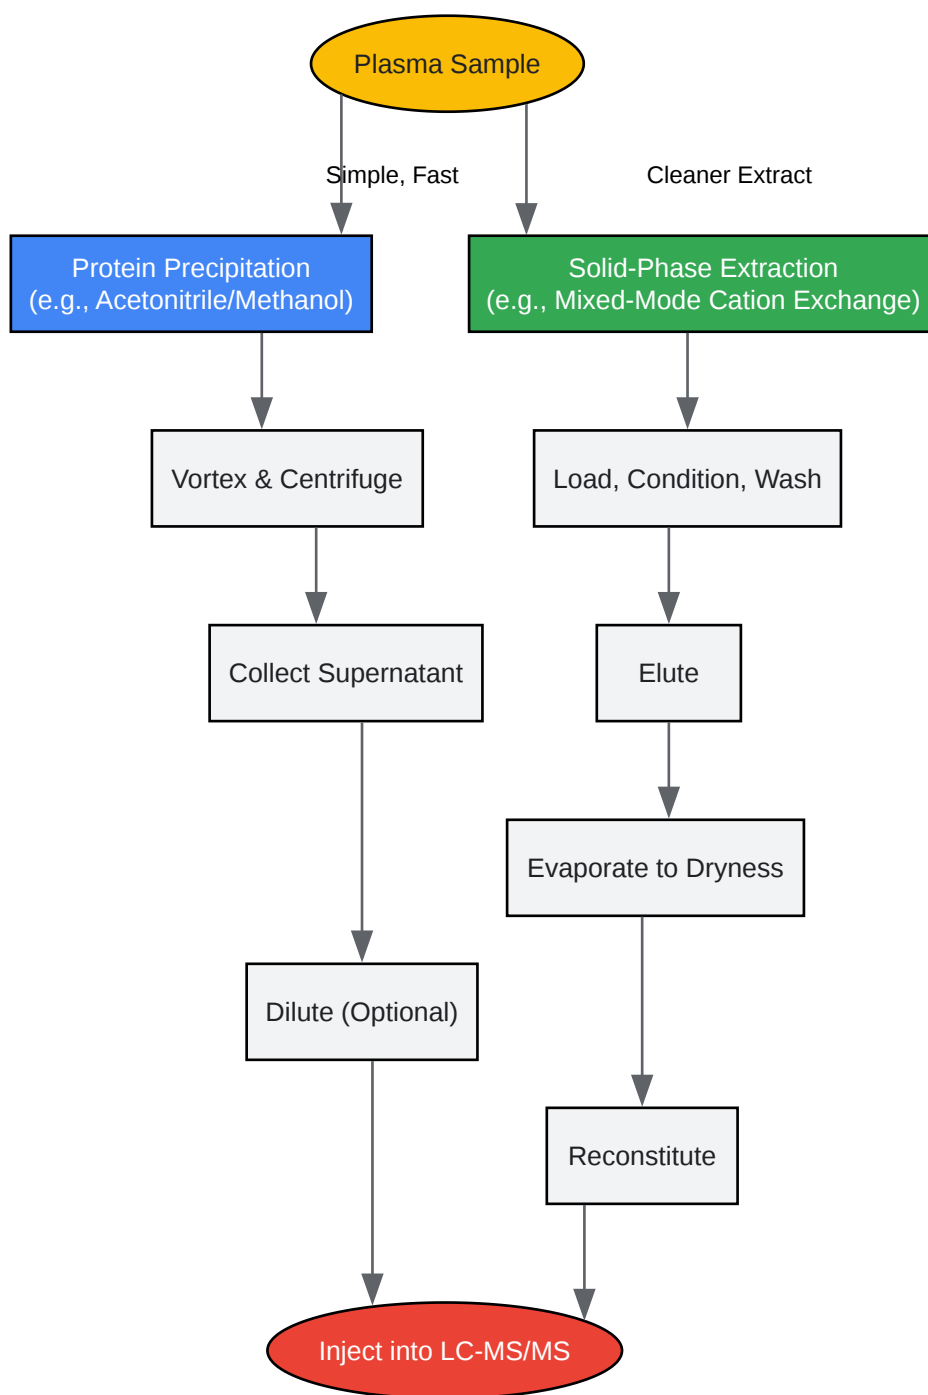 Plasma Sample
Simple, Fast
Cleaner Extract
Protein Precipitation
(e.g., Acetonitrile/Methanol)
Solid-Phase Extraction
(e.g., Mixed-Mode Cation Exchange)
Vortex & Centrifuge
Load, Condition, Wash
Collect Supernatant
Elute
Evaporate to Dryness
Dilute (Optional)
Reconstitute
Inject into LC-MS/MS